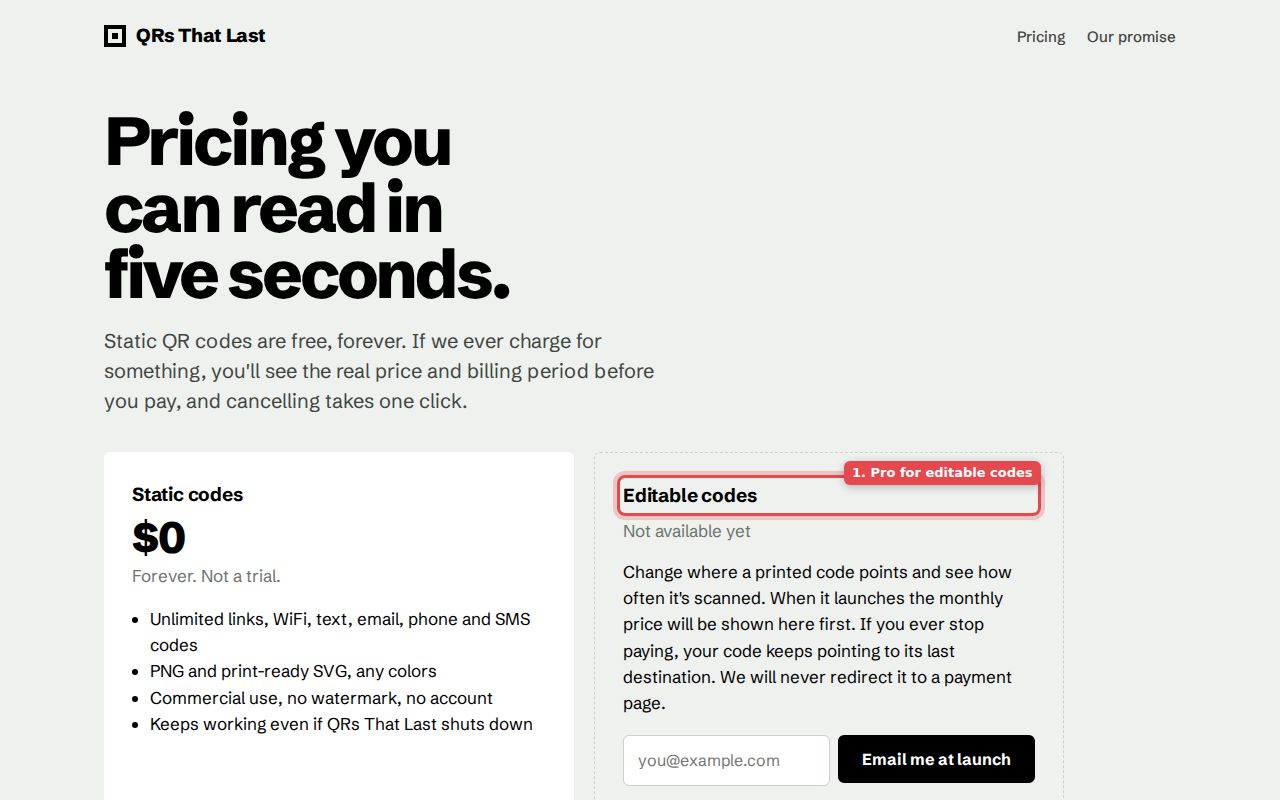 QRs That Last
Pricing
Our promise
Pricing you
can read in
five seconds.
Static QR codes are free, forever. If we ever charge for
something, you'll see the real price and billing period before
you pay, and cancelling takes one click.
Static codes
$0
Forever. Not a trial.
Unlimited links, WiFi, text, email, phone and SMS
codes
PNG and print-ready SVG, any colors
Commercial use, no watermark, no account
Keeps working even if QRs That Last shuts down
1. Pro for editable codes
Editable codes
Not available yet
Change where a printed code points and see how
often it's scanned. When it launches the monthly
price will be shown here first. If you ever stop
paying, your code keeps pointing to its last
destination. We will never redirect it to a payment
page.
you@example.com
Email me at launch